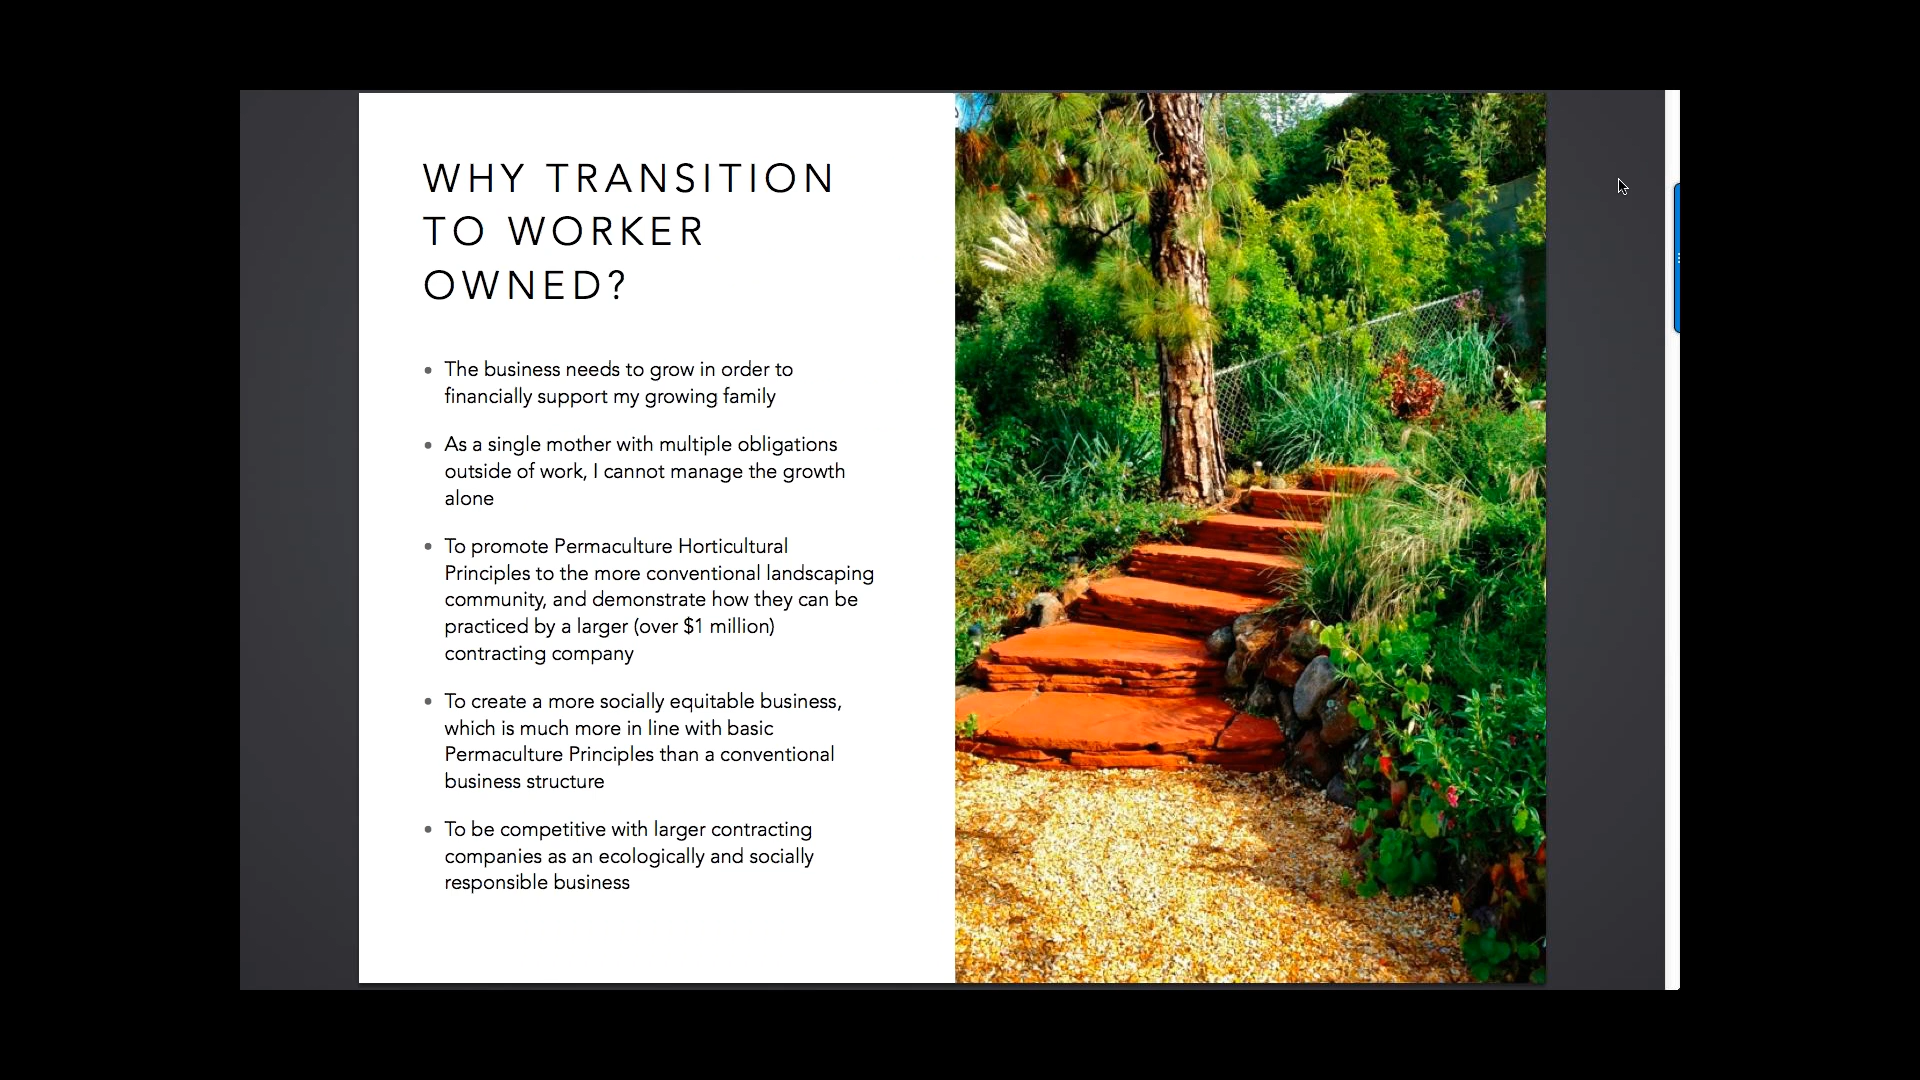 WHY TRANSITION
TO WORKER
OWNED?
• The business needs to grow in order to
financially support my growing family
• As a single mother with multiple obligations
outside of work, I cannot manage the growth
alone
• To promote Permaculture Horticultural
Principles to the more conventional landscaping
community, and demonstrate how they can be
practiced by a larger (over $1 million)
contracting company
• To create a more socially equitable business,
which is much more in line with basic
Permaculture Principles than a conventional
business structure
• To be competitive with larger contracting
companies as an ecologically and socially
responsible business